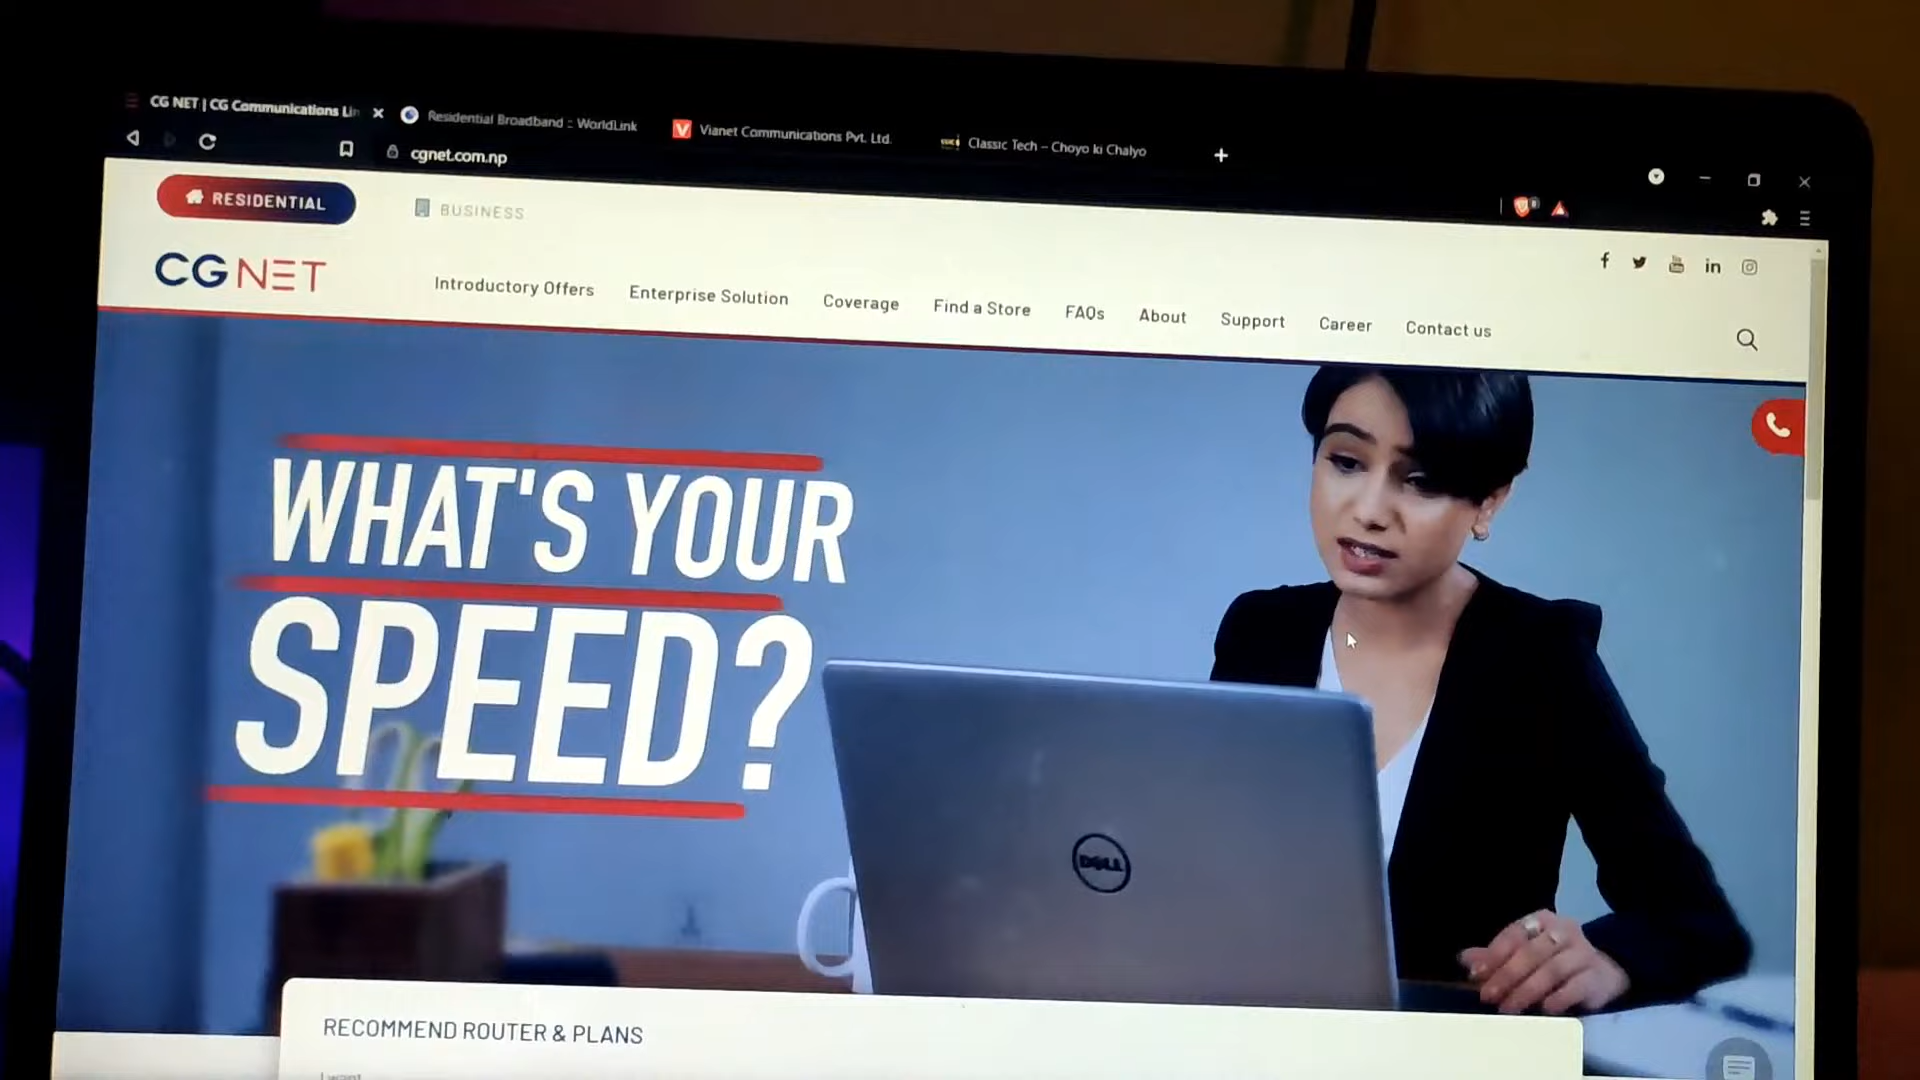 CG NET | CG Communications Lin
Residential Broadband :: WorldLink
Vianet Communications Pvt. Ltd.
Classic Tech – Choyo ki Chalyo
cgnet.com.np
RESIDENTIAL
BUSINESS
CG NET
Introductory Offers
Enterprise Solution
Coverage
Find a Store
FAQs
About
Support
Career
Contact us
WHAT'S YOUR
SPEED?
DELL
RECOMMEND ROUTER & PLANS
I want